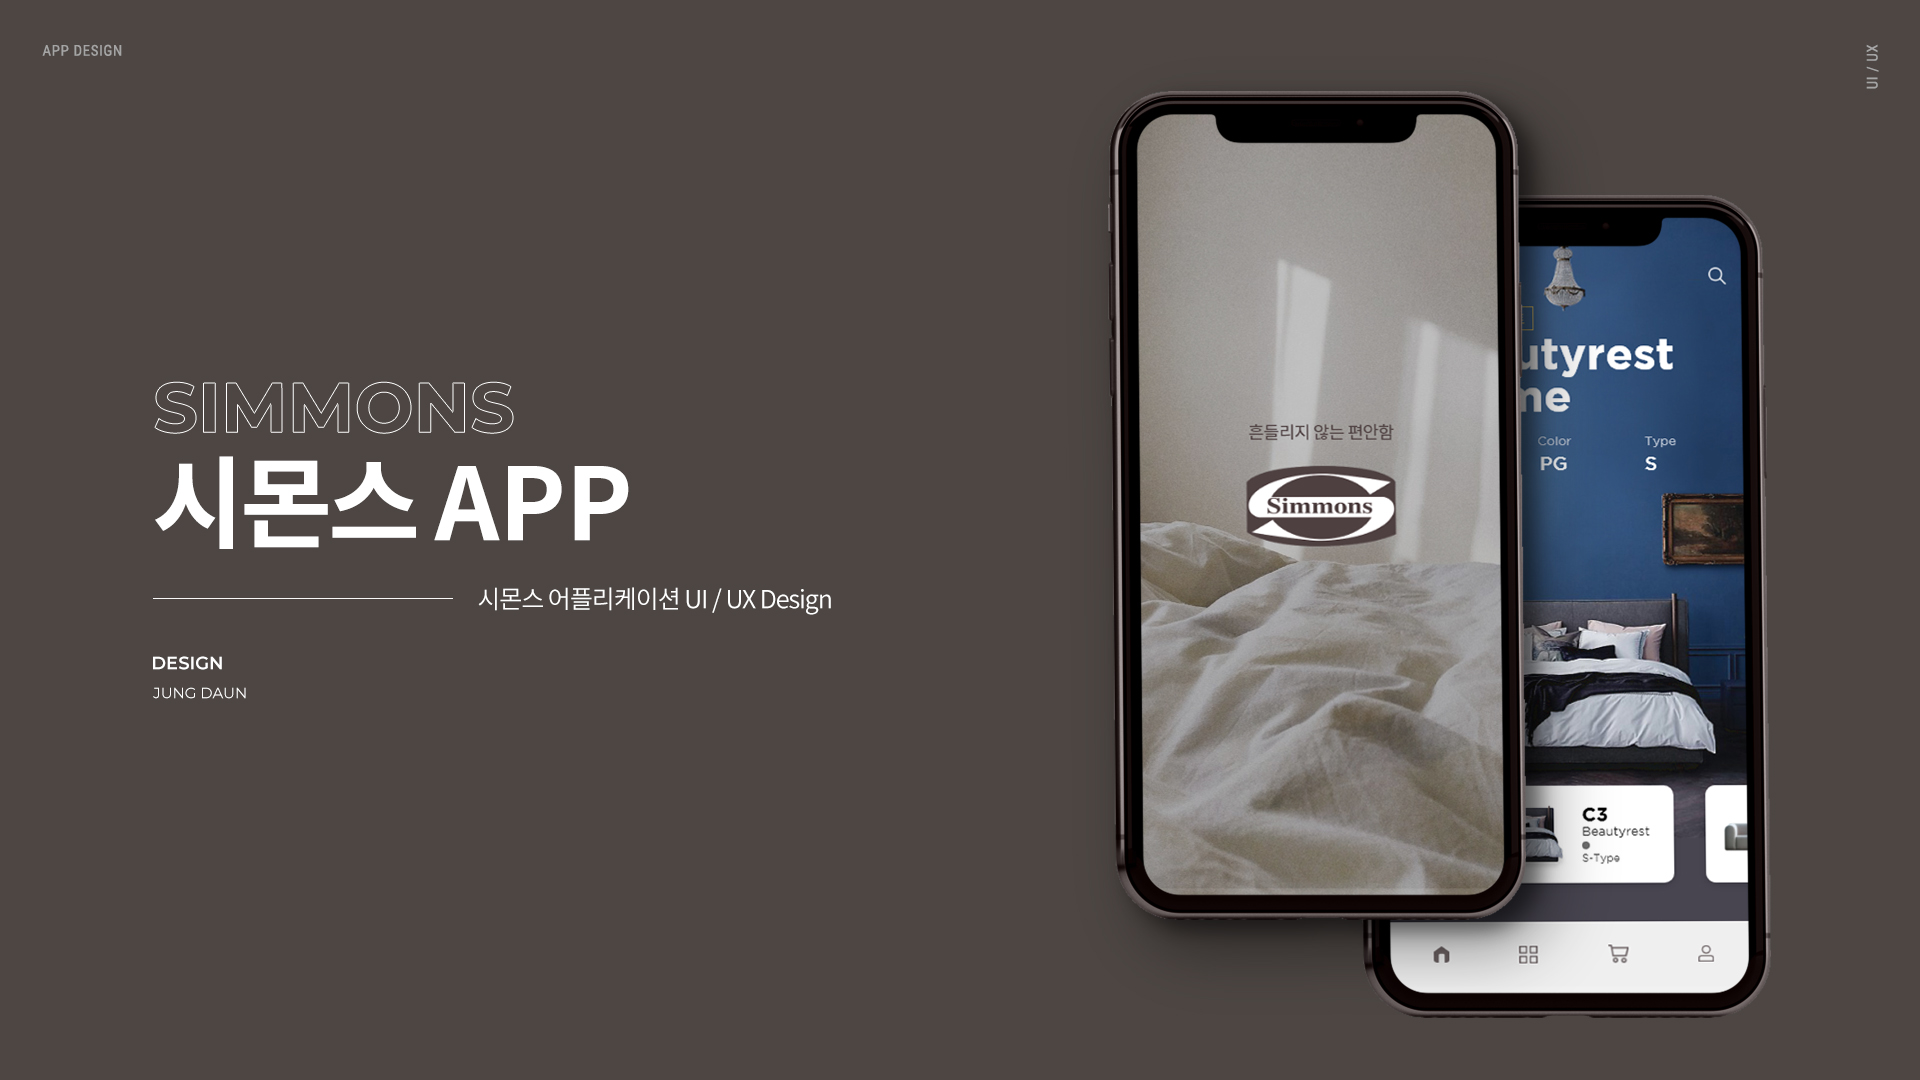 APP DESIGN
UI / UX
SIMMONS
시몬스 APP
시몬스 어플리케이션 UI / UX Design
DESIGN
JUNG DAUN
흔들리지 않는 편안함
Simmons
utyrest
me
Color
Type
PG
S
C3
Beautyrest
S-Type